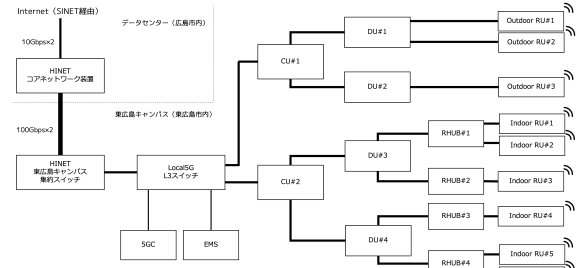 Internet（SINET経由）
データセンター（広島市内）
10Gbps×2
HINET
コアネットワーク装置
東広島キャンパス（東広島市内）
100Gbps×2
HINET
東広島キャンパス
集約スイッチ
Local5G
L3スイッチ
5GC
EMS
CU#1
CU#2
DU#1
DU#2
DU#3
DU#4
RHUB#1
RHUB#2
RHUB#3
RHUB#4
Outdoor RU#1
Outdoor RU#2
Outdoor RU#3
Indoor RU#1
Indoor RU#2
Indoor RU#3
Indoor RU#4
Indoor RU#5